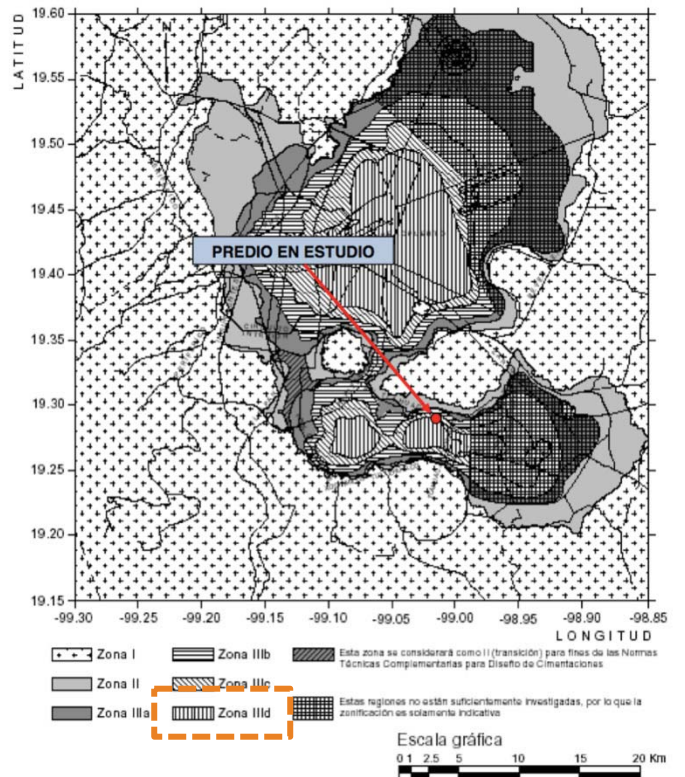 LATITUD
19.60
19.55
19.50
19.45
19.40
19.35
19.30
19.25
19.20
19.15
N
PREDIO EN ESTUDIO
-99.30 -99.25 -99.20 -99.15 -99.10 -99.05 -99.00 -98.95 -98.90 -98.85
LONGITUD
Zona I
Zona IIIb
Esta zona se considerará como II (transición) para fines de las Normas
Técnicas Complementarias para Diseño de Cimentaciones
Zona II
Zona IIIc
Zona IIIa
Zona IIId
Estas regiones no están suficientemente investigadas, por lo que la
zonificación es solamente indicativa
Escala gráfica
0 1 2.5 5 10 15 20 Km